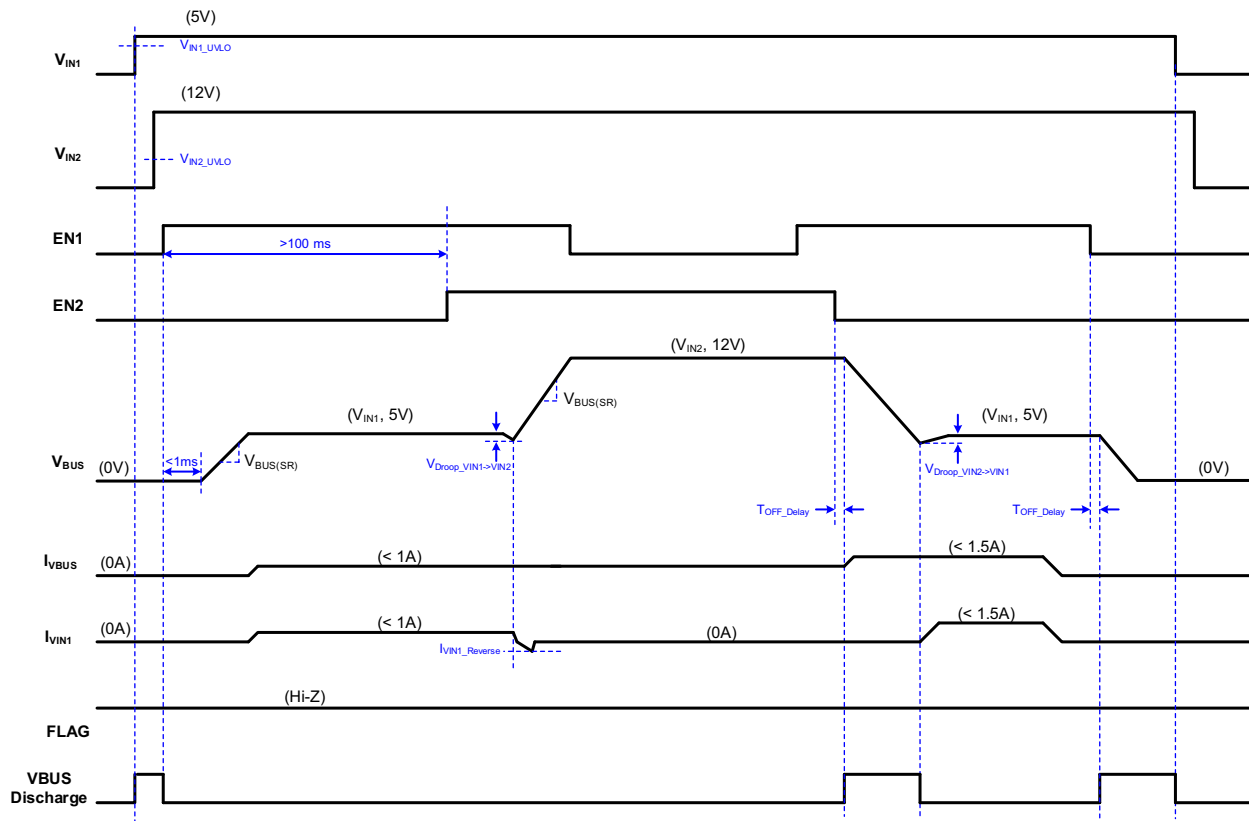 (5V)
VIN1_UVLO
VIN1
(12V)
VIN2
VIN2_UVLO
EN1
>100 ms
EN2
(VIN2, 12V)
VBUS(SR)
(VIN1, 5V)
(VIN1, 5V)
<1ms
VBUS
(0V)
VBUS(SR)
VDroop_VIN1->VIN2
VDroop_VIN2->VIN1
(0V)
TOFF_Delay
TOFF_Delay
IVBUS
(0A)
(< 1A)
(< 1.5A)
IVIN1
(0A)
(< 1A)
IVIN1_Reverse
(0A)
(< 1.5A)
(Hi-Z)
FLAG
VBUS
Discharge